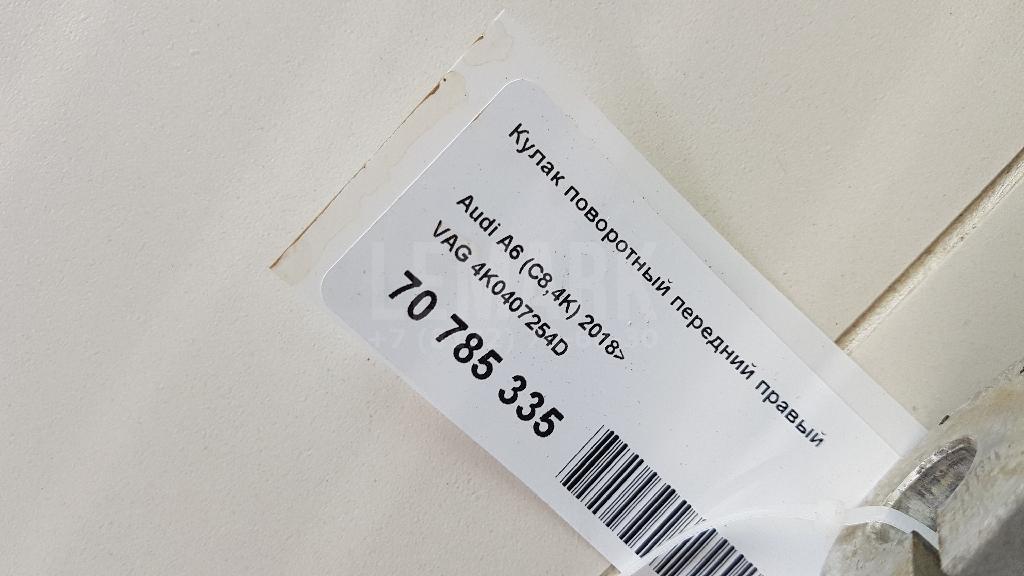 Кулак поворотный передний правый
Audi A6 (C8,4K) 2018>
VAG 4K0407254D
70 785 335